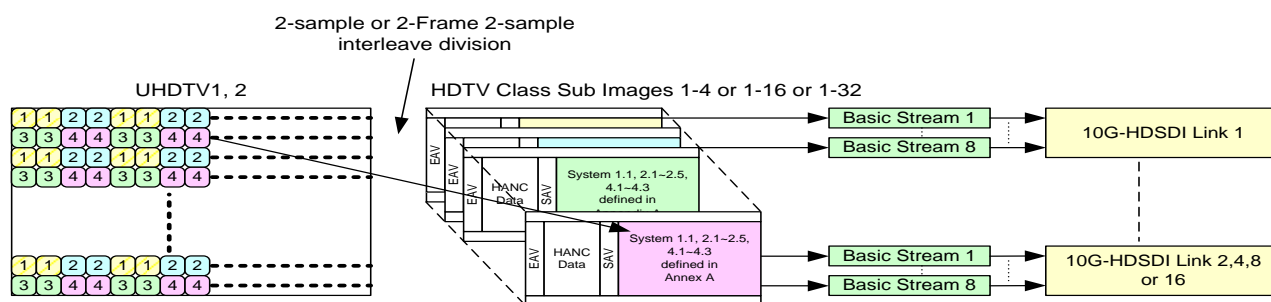 2-sample or 2-Frame 2-sample
interleave division
UHDTV1, 2
HDTV Class Sub Images 1-4 or 1-16 or 1-32
1 1 2 2 1 1 2 2
3 3 4 4 3 3 4 4
1 1 2 2 1 1 2 2
3 3 4 4 3 3 4 4
1 1 2 2 1 1 2 2
3 3 4 4 3 3 4 4
EAV
EAV
EAV
HANC
Data
SAV
System 1.1, 2.1~2.5,
4.1~4.3
defined in
EAV
HANC
Data
SAV
System 1.1, 2.1~2.5,
4.1~4.3
defined in
Annex A
Basic Stream 1
Basic Stream 8
10G-HDSDI Link 1
Basic Stream 1
Basic Stream 8
10G-HDSDI Link 2,4,8
or 16